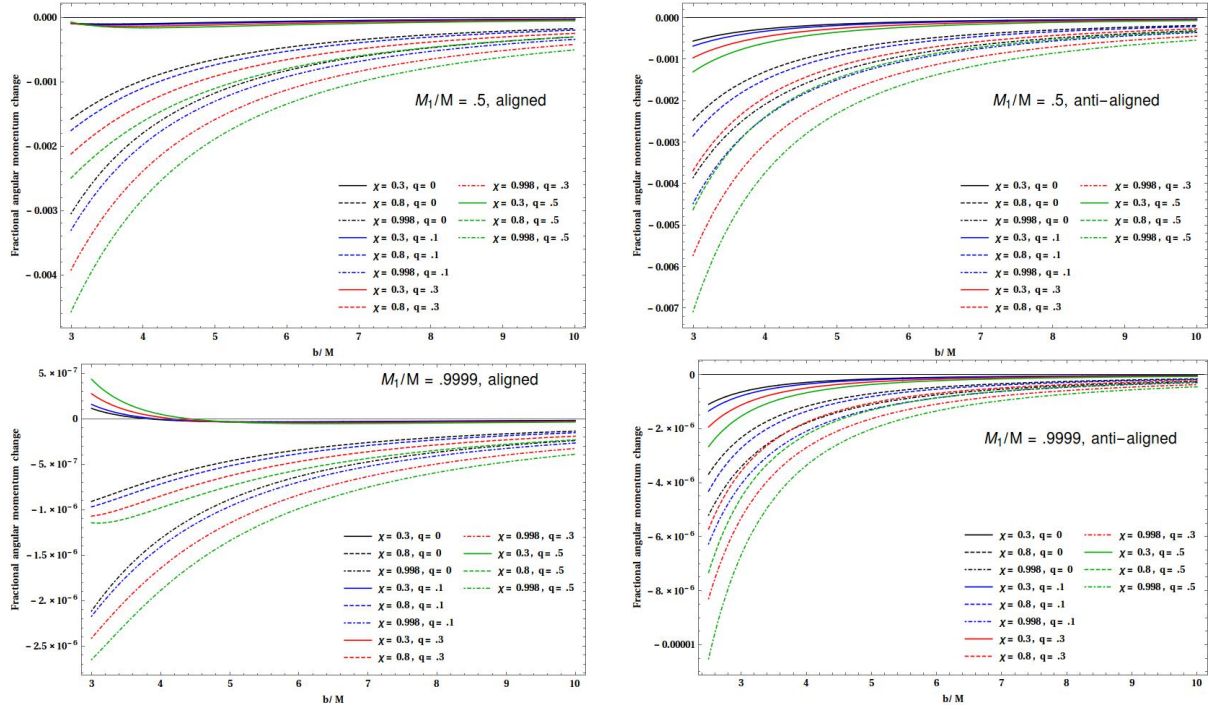 0.000
-0.001
-0.002
-0.003
-0.004
Fractional angular momentum change
M₁/M = .5, aligned
χ = 0.3, q = 0 χ = 0.998, q = .3
χ = 0.8, q = 0 χ = 0.3, q = .5
χ = 0.998, q = 0 χ = 0.8, q = .5
χ = 0.3, q = .1 χ = 0.998, q = .5
χ = 0.8, q = .1
χ = 0.998, q = .1
χ = 0.3, q = .3
χ = 0.8, q = .3
3 4 5 6 7 8 9 10
b/M
0.000
-0.001
-0.002
-0.003
-0.004
-0.005
-0.006
-0.007
Fractional angular momentum change
M₁/M = .5, anti-aligned
χ = 0.3, q = 0 χ = 0.998, q = .3
χ = 0.8, q = 0 χ = 0.3, q = .5
χ = 0.998, q = 0 χ = 0.8, q = .5
χ = 0.3, q = .1 χ = 0.998, q = .5
χ = 0.8, q = .1
χ = 0.998, q = .1
χ = 0.3, q = .3
χ = 0.8, q = .3
3 4 5 6 7 8 9 10
b/M
5. × 10⁻⁷
0
-5. × 10⁻⁷
-1. × 10⁻⁶
-1.5 × 10⁻⁶
-2. × 10⁻⁶
-2.5 × 10⁻⁶
Fractional angular momentum change
M₁/M = .9999, aligned
χ = 0.3, q = 0 χ = 0.998, q = .3
χ = 0.8, q = 0 χ = 0.3, q = .5
χ = 0.998, q = 0 χ = 0.8, q = .5
χ = 0.3, q = .1 χ = 0.998, q = .5
χ = 0.8, q = .1
χ = 0.998, q = .1
χ = 0.3, q = .3
χ = 0.8, q = .3
3 4 5 6 7 8 9 10
b/M
0
-2. × 10⁻⁶
-4. × 10⁻⁶
-6. × 10⁻⁶
-8. × 10⁻⁶
-0.00001
Fractional angular momentum change
M₁/M = .9999, anti-aligned
χ = 0.3, q = 0 χ = 0.998, q = .3
χ = 0.8, q = 0 χ = 0.3, q = .5
χ = 0.998, q = 0 χ = 0.8, q = .5
χ = 0.3, q = .1 χ = 0.998, q = .5
χ = 0.8, q = .1
χ = 0.998, q = .1
χ = 0.3, q = .3
χ = 0.8, q = .3
3 4 5 6 7 8 9 10
b/M